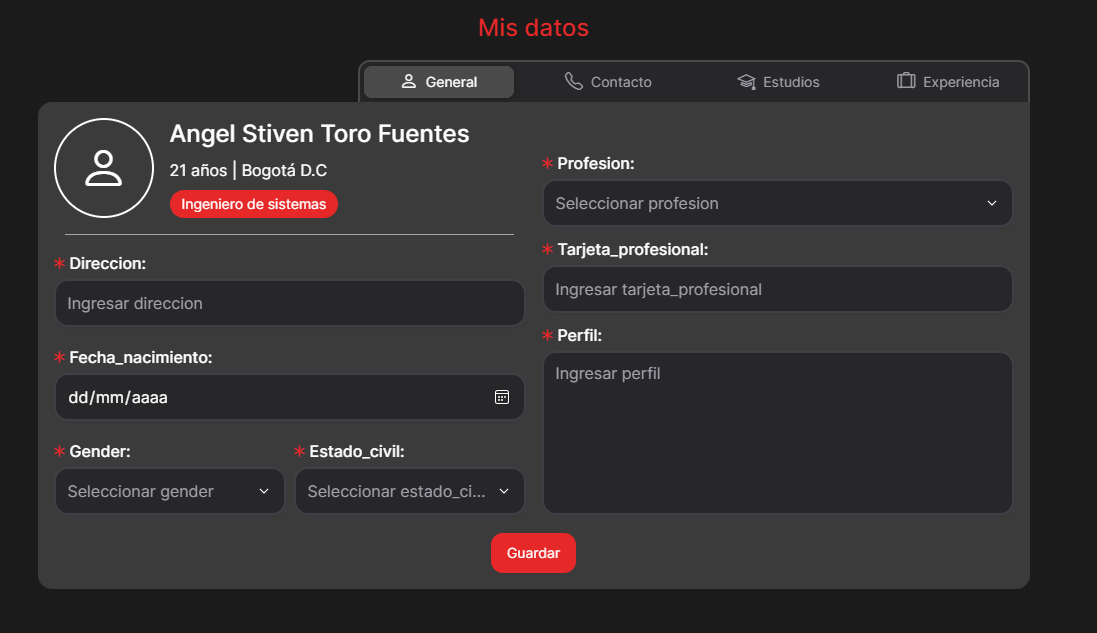 Mis datos
General
Contacto
Estudios
Experiencia
Angel Stiven Toro Fuentes
21 años | Bogotá D.C
Ingeniero de sistemas
* Direccion:
Ingresar direccion
* Fecha_nacimiento:
dd/mm/aaaa
* Gender:
Seleccionar gender
* Estado_civil:
Seleccionar estado_ci...
* Profesion:
Seleccionar profesion
* Tarjeta_profesional:
Ingresar tarjeta_profesional
* Perfil:
Ingresar perfil
Guardar